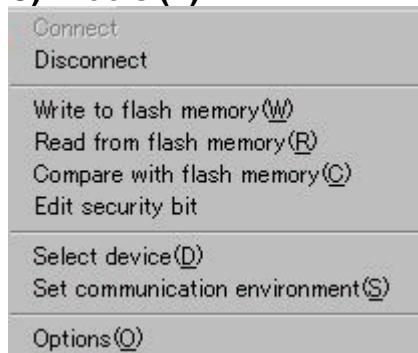 Connect
Disconnect
Write to flash memory(W)
Read from flash memory(R)
Compare with flash memory(C)
Edit security bit
Select device(D)
Set communication environment(S)
Options(O)